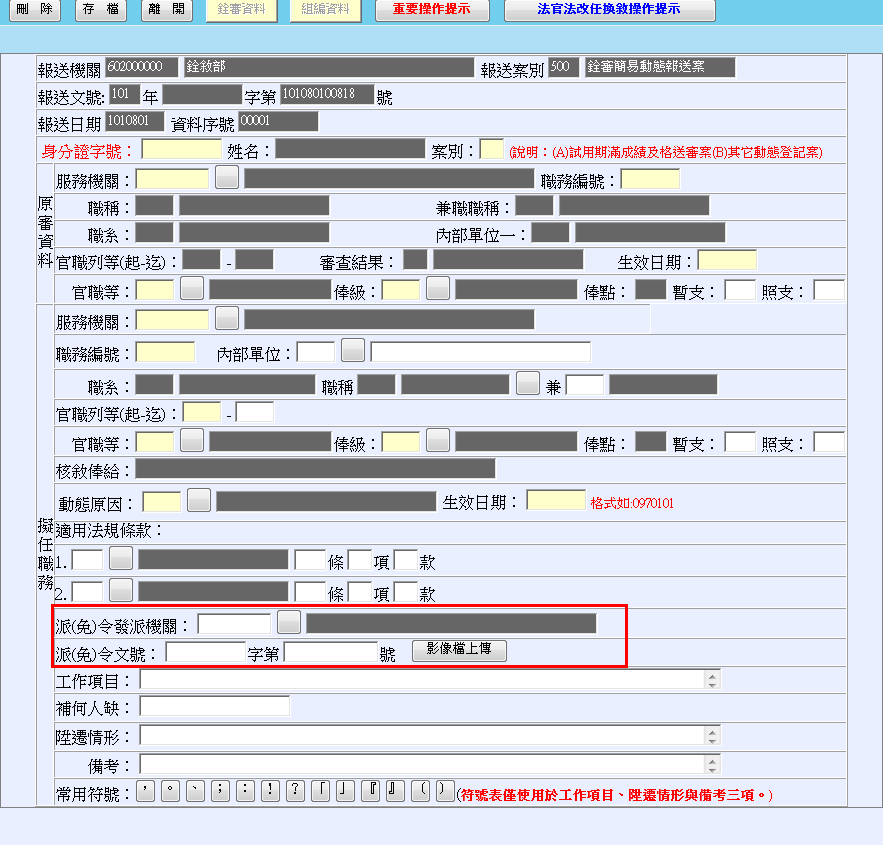 刪 除 存 檔 離 開 銓審資料 組編資料 重要操作提示 法官法改任換敘操作提示
報送機關 602000000 銓敘部 報送案別 500 銓審簡易動態報送案
報送文號: 101 年 字第 101080100818 號
報送日期 1010801 資料序號 00001
身分證字號： 姓名： 案別： (說明：(A)試用期滿成績及格送審案(B)其它動態登記案)
原審資料
服務機關： 職務編號：
職稱： 兼職職稱：
職系： 內部單位一：
官職列等(起-迄)： - 審查結果： 生效日期：
官職等： 俸級： 俸點： 暫支： 照支：
擬任職務
服務機關：
職務編號： 內部單位：
職系： 職稱 兼
官職列等(起-迄)： -
官職等： 俸級： 俸點： 暫支： 照支：
核敘俸給：
動態原因： 生效日期： 格式如:0970101
適用法規條款：
1. 條 項 款
2. 條 項 款
派(免)令發派機關：
派(免)令文號： 字第 號 影像檔上傳
工作項目：
補何人缺：
陞遷情形：
備考：
常用符號： ， 。 、 ； ： ！ ？ 「 」 『 』 （ ） (符號表僅使用於工作項目、陞遷情形與備考三項。)